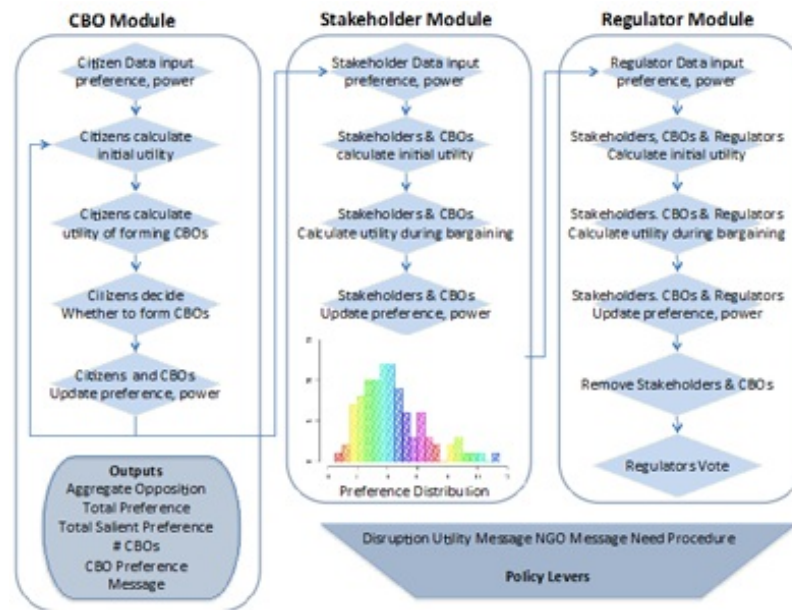 CBO Module
Citizen Data input
preference, power
Citizens calculate
initial utility
Citizens calculate
utility of forming CBOs
Citizens decide
Whether to form CBOs
Citizens and CBOs
Update preference, power
Outputs
Aggregate Opposition
Total Preference
Total Salient Preference
# CBOs
CBO Preference
Message
Stakeholder Module
Stakeholder Data input
preference, power
Stakeholders & CBOs
calculate initial utility
Stakeholders & CBOs
Calculate utility during bargaining
Stakeholders & CBOs
Update preference, power
Preference Distribution
Regulator Module
Regulator Data input
preference, power
Stakeholders, CBOs & Regulators
Calculate initial utility
Stakeholders. CBOs & Regulators
Calculate utility during bargaining
Stakeholders. CBOs & Regulators
Update preference, power
Remove Stakeholders & CBOs
Regulators Vote
Disruption Utility Message NGO Message Need Procedure
Policy Levers